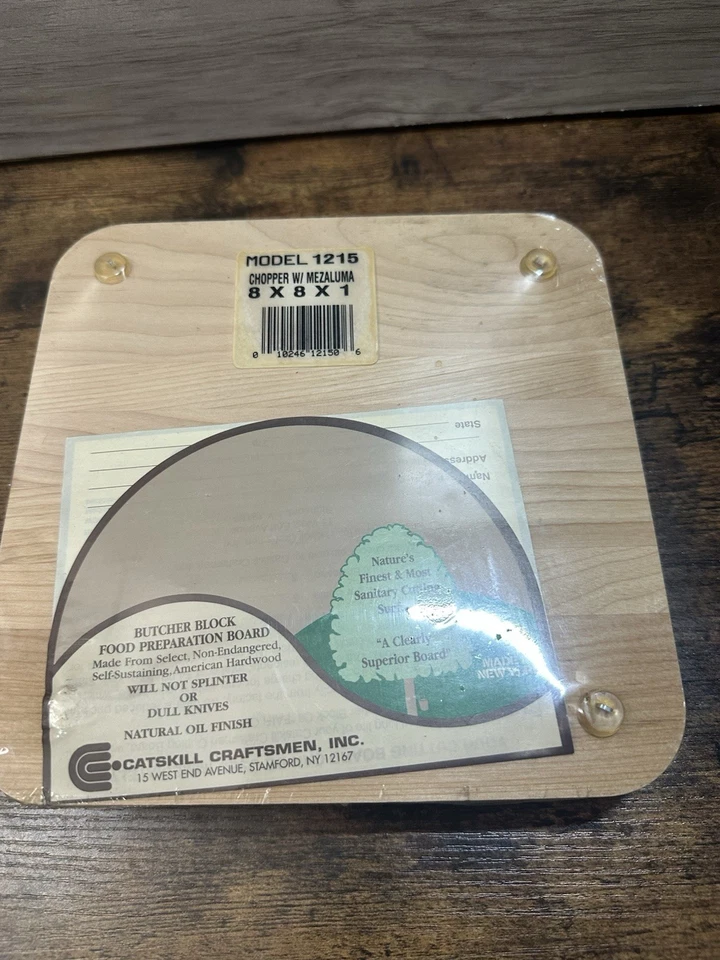 MODEL 1215
CHOPPER W/ MEZALUMA
8 X 8 X 1
0 10246 12150 6
State
Address
Nature's
Finest & Most
Sanitary Cutting
"A Clearly
Superior Board"
MADE
NEW
BUTCHER BLOCK
FOOD PREPARATION BOARD
Made From Select, Non-Endangered,
Self-Sustaining, American Hardwood
WILL NOT SPLINTER
OR
DULL KNIVES
NATURAL OIL FINISH
CATSKILL CRAFTSMEN, INC.
15 WEST END AVENUE, STAMFORD, NY 12167